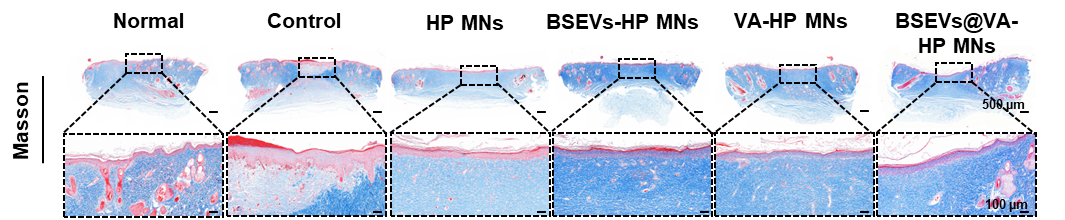 Normal
Control
HP MNs
BSEVs-HP MNs
VA-HP MNs
BSEVs@VA-
HP MNs
Masson
500 μm
100 μm